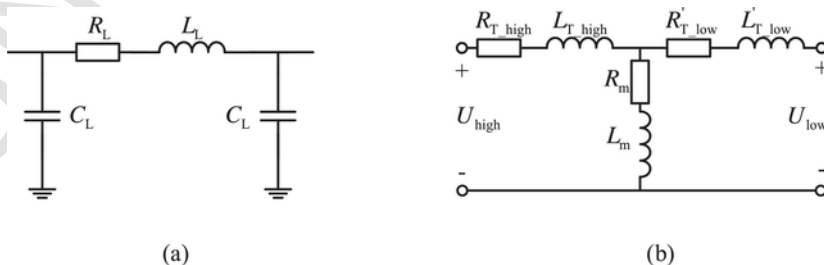 R_L L_L
C_L C_L
(a)
R_T_high L_T_high R'_T_low L'_T_low
+ +
R_m
U_high U_low
L_m
- -
(b)